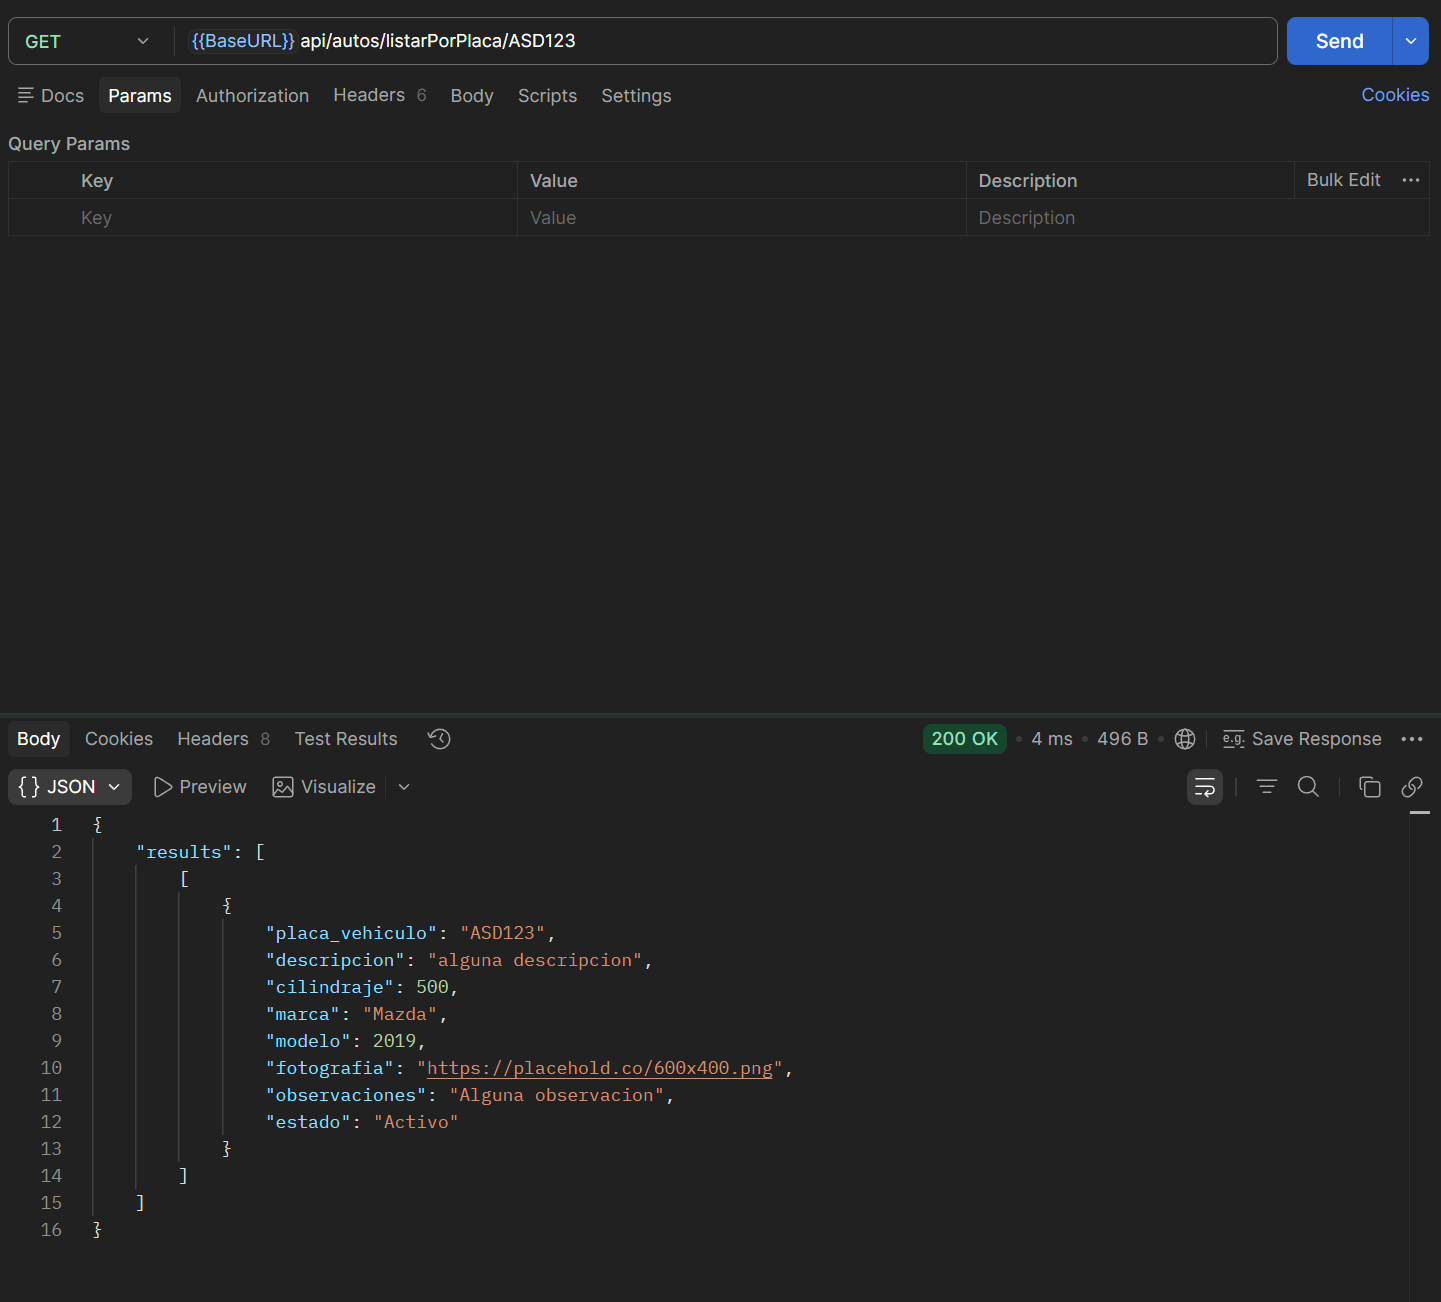 GET {{BaseURL}} api/autos/listarPorPlaca/ASD123 Send
Docs Params Authorization Headers 6 Body Scripts Settings Cookies
Query Params
Key Value Description Bulk Edit
Key Value Description
Body Cookies Headers 8 Test Results 200 OK 4 ms 496 B e.g. Save Response
{} JSON Preview Visualize
1 {
2 "results": [
3 [
4 {
5 "placa_vehiculo": "ASD123",
6 "descripcion": "alguna descripcion",
7 "cilindraje": 500,
8 "marca": "Mazda",
9 "modelo": 2019,
10 "fotografia": "https://placehold.co/600x400.png",
11 "observaciones": "Alguna observacion",
12 "estado": "Activo"
13 }
14 ]
15 ]
16 }